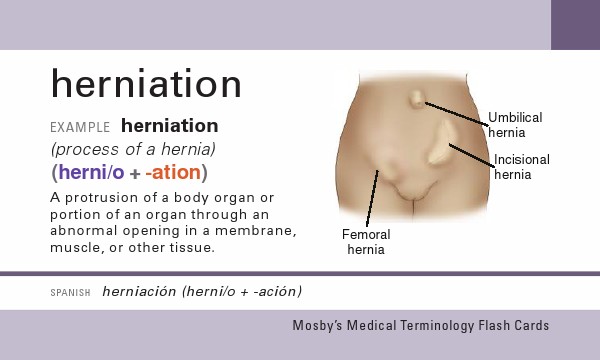 herniation
EXAMPLE herniation
(process of a hernia)
(herni/o + -ation)
A protrusion of a body organ or
portion of an organ through an
abnormal opening in a membrane,
muscle, or other tissue.
Umbilical
hernia
Incisional
hernia
Femoral
hernia
SPANISH herniación (herni/o + -ación)
Mosby's Medical Terminology Flash Cards